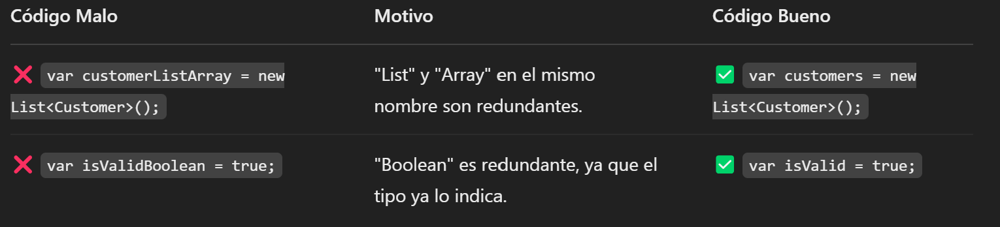 Código Malo Motivo Código Bueno
❌ var customerListArray = new "List" y "Array" en el mismo ✅ var customers = new
List<Customer>(); nombre son redundantes. List<Customer>();
❌ var isValidBoolean = true; "Boolean" es redundante, ya que el ✅ var isValid = true;
tipo ya lo indica.